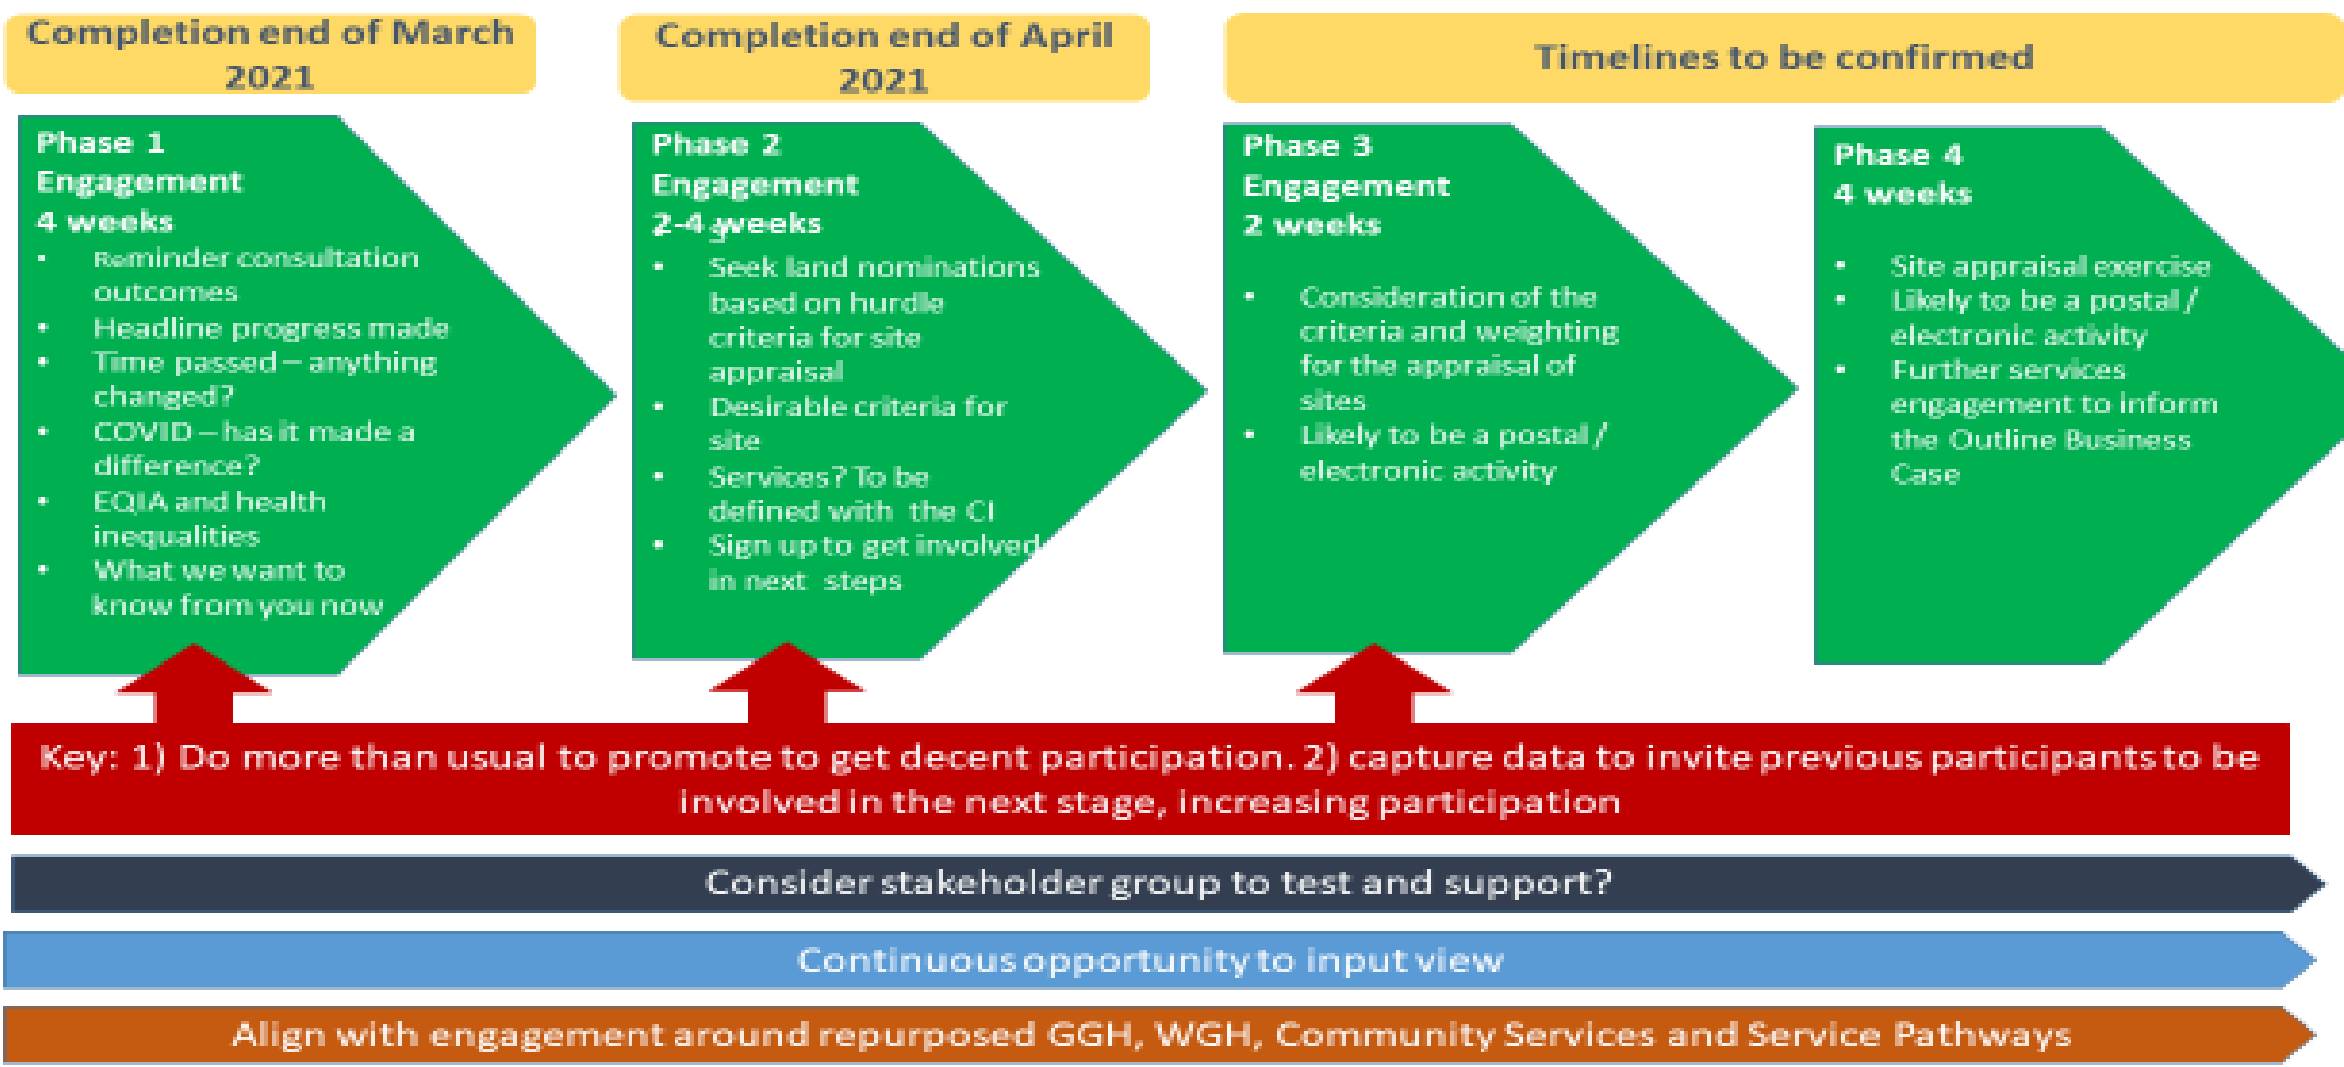 Completion end of March
2021
Completion end of April
2021
Timelines to be confirmed
Phase 1
Engagement
4 weeks
• Reminder consultation
outcomes
• Headline progress made
• Time passed – anything
changed?
• COVID – has it made a
difference?
• EQIA and health
inequalities
• What we want to
know from you now
Phase 2
Engagement
2-4 weeks
• Seek land nominations
based on hurdle
criteria for site
appraisal
• Desirable criteria for
site
• Services? To be
defined with the CI
• Sign up to get involved
in next steps
Phase 3
Engagement
2 weeks
• Consideration of the
criteria and weighting
for the appraisal of
sites
• Likely to be a postal /
electronic activity
Phase 4
4 weeks
• Site appraisal exercise
• Likely to be a postal /
electronic activity
• Further services
engagement to inform
the Outline Business
Case
Key: 1) Do more than usual to promote to get decent participation. 2) capture data to invite previous participants to be
involved in the next stage, increasing participation
Consider stakeholder group to test and support?
Continuous opportunity to input view
Align with engagement around repurposed GGH, WGH, Community Services and Service Pathways